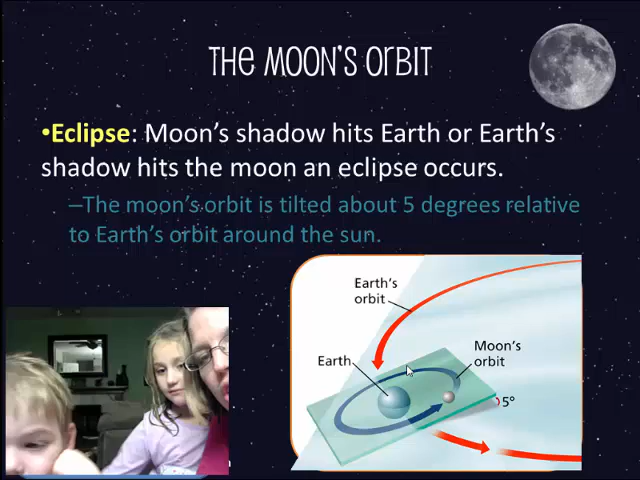 The Moon's Orbit
•Eclipse: Moon's shadow hits Earth or Earth's
shadow hits the moon an eclipse occurs.
–The moon's orbit is tilted about 5 degrees relative
to Earth's orbit around the sun.
Earth's
orbit
Earth
Moon's
orbit
5°